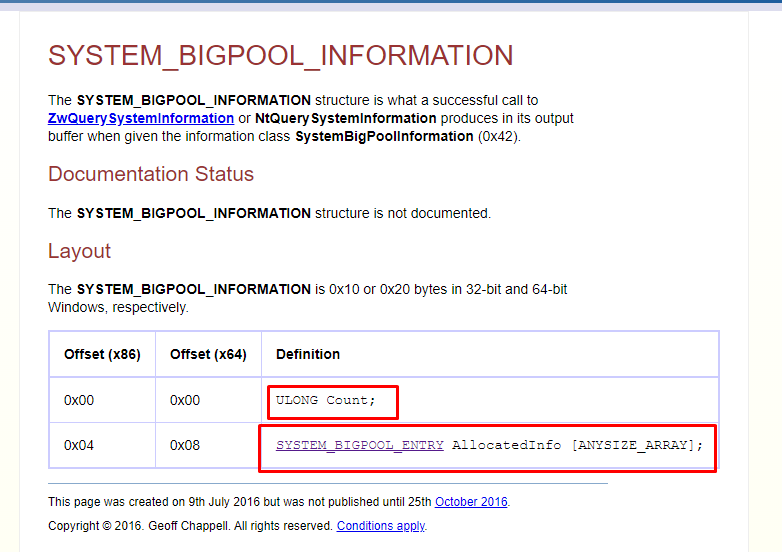 SYSTEM_BIGPOOL_INFORMATION
The SYSTEM_BIGPOOL_INFORMATION structure is what a successful call to
ZwQuerySystemInformation or NtQuerySystemInformation produces in its output
buffer when given the information class SystemBigPoolInformation (0x42).
Documentation Status
The SYSTEM_BIGPOOL_INFORMATION structure is not documented.
Layout
The SYSTEM_BIGPOOL_INFORMATION is 0x10 or 0x20 bytes in 32-bit and 64-bit
Windows, respectively.
Offset (x86) Offset (x64) Definition
0x00 0x00 ULONG Count;
0x04 0x08 SYSTEM_BIGPOOL_ENTRY AllocatedInfo [ANYSIZE_ARRAY];
This page was created on 9th July 2016 but was not published until 25th October 2016.
Copyright © 2016. Geoff Chappell. All rights reserved. Conditions apply.